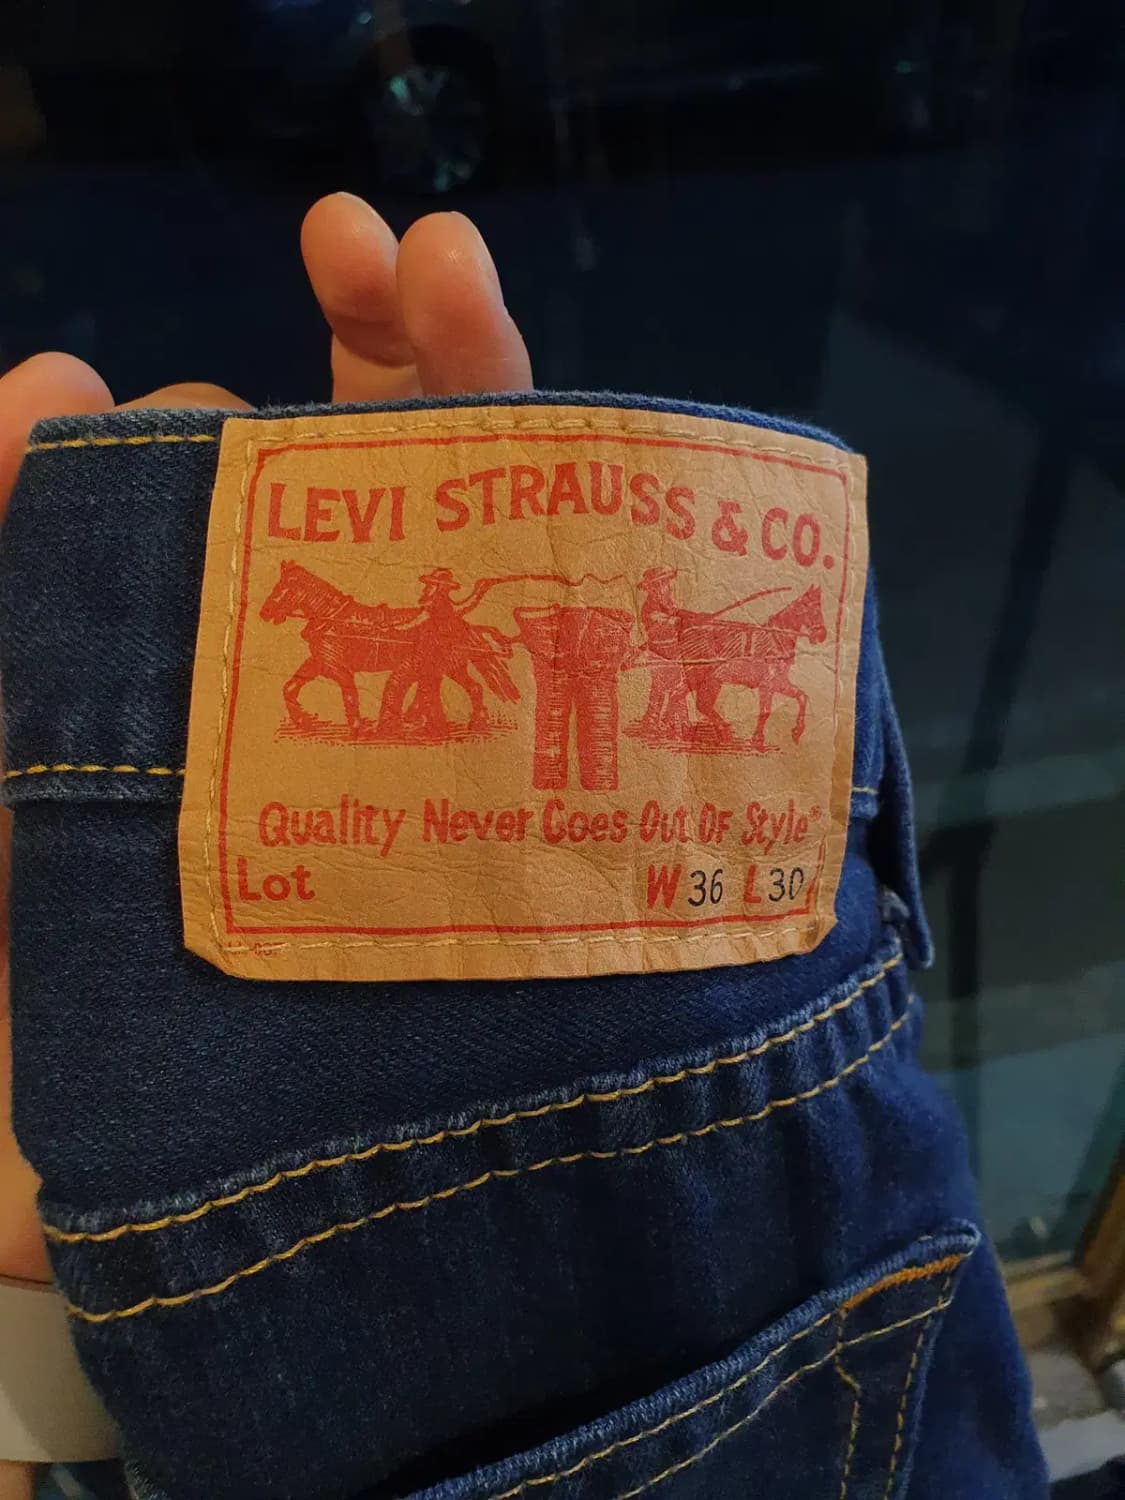 LEVI STRAUSS & CO.
Quality Never Goes Out Of Style®
Lot W 36 L 30